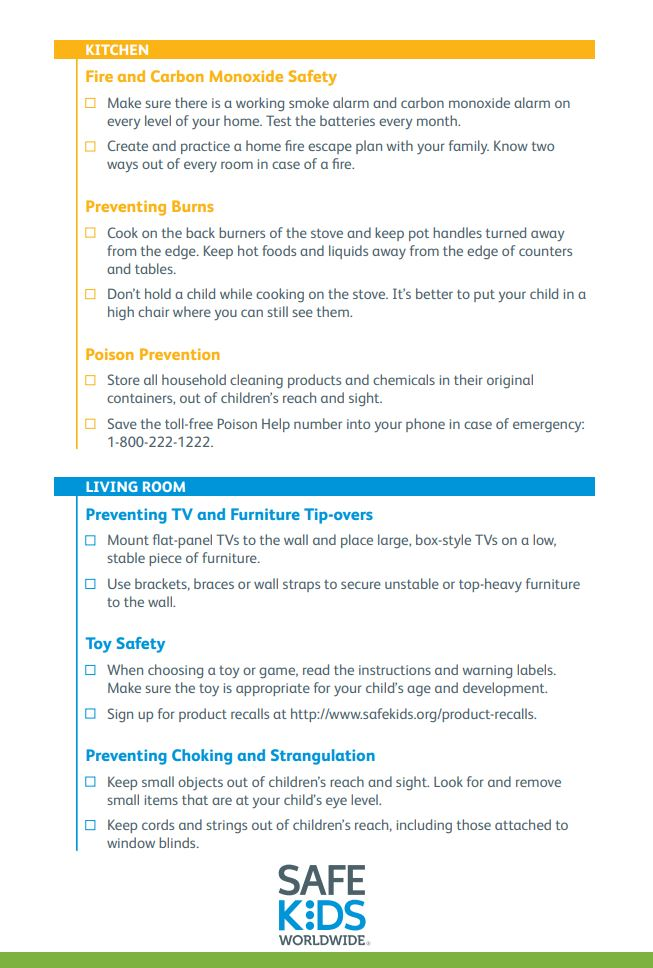 KITCHEN
Fire and Carbon Monoxide Safety
Make sure there is a working smoke alarm and carbon monoxide alarm on
every level of your home. Test the batteries every month.
Create and practice a home fire escape plan with your family. Know two
ways out of every room in case of a fire.
Preventing Burns
Cook on the back burners of the stove and keep pot handles turned away
from the edge. Keep hot foods and liquids away from the edge of counters
and tables.
Don't hold a child while cooking on the stove. It's better to put your child in a
high chair where you can still see them.
Poison Prevention
Store all household cleaning products and chemicals in their original
containers, out of children's reach and sight.
Save the toll-free Poison Help number into your phone in case of emergency:
1-800-222-1222.
LIVING ROOM
Preventing TV and Furniture Tip-overs
Mount flat-panel TVs to the wall and place large, box-style TVs on a low,
stable piece of furniture.
Use brackets, braces or wall straps to secure unstable or top-heavy furniture
to the wall.
Toy Safety
When choosing a toy or game, read the instructions and warning labels.
Make sure the toy is appropriate for your child's age and development.
Sign up for product recalls at http://www.safekids.org/product-recalls.
Preventing Choking and Strangulation
Keep small objects out of children's reach and sight. Look for and remove
small items that are at your child's eye level.
Keep cords and strings out of children's reach, including those attached to
window blinds.
SAFE
KIDS
WORLDWIDE®